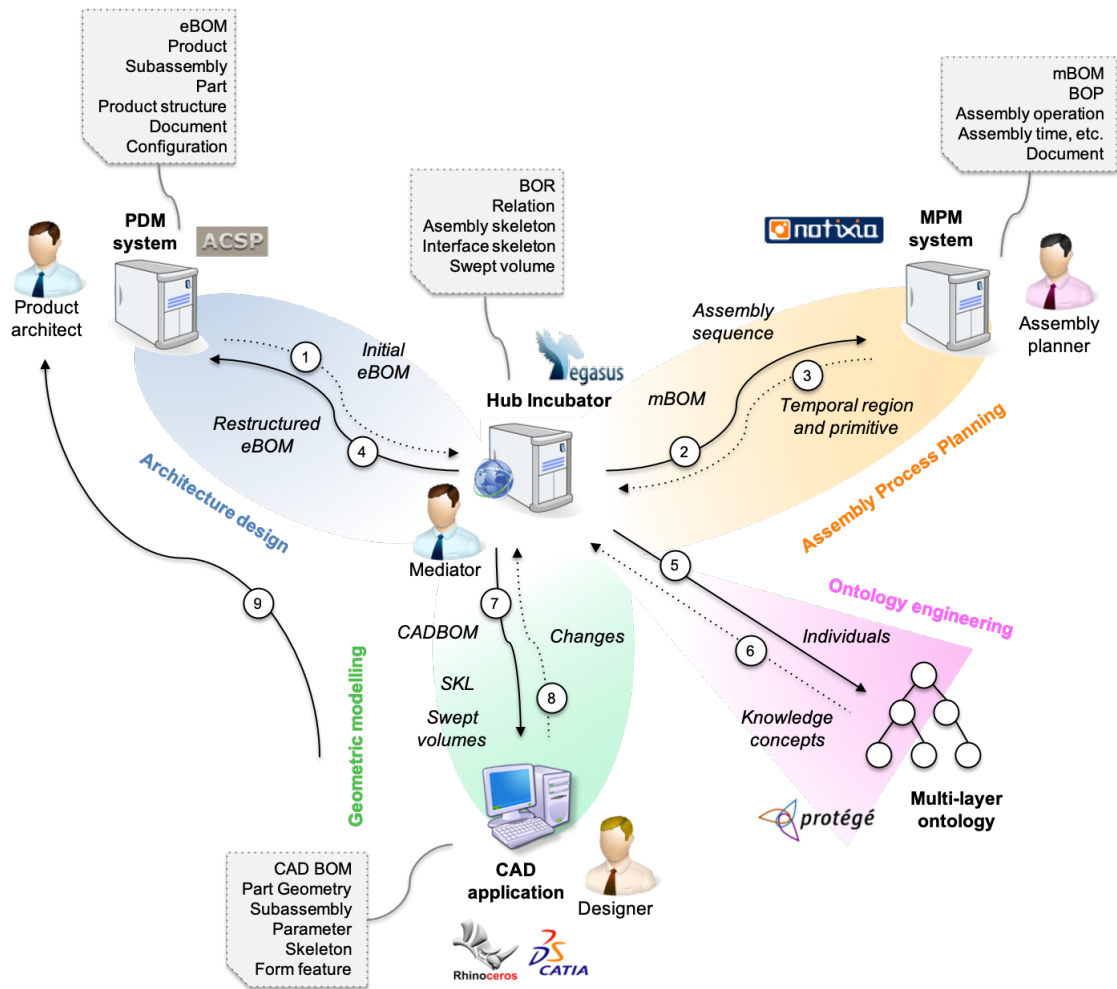 eBOM
Product
Subassembly
Part
Product structure
Document
Configuration
mBOM
BOP
Assembly operation
Assembly time, etc.
Document
BOR
Relation
Asembly skeleton
Interface skeleton
Swept volume
PDM
system
ACSP
Product
architect
notixia
MPM
system
Assembly
planner
Pegasus
Hub Incubator
1
Initial
eBOM
Restructured
eBOM
4
Architecture design
Assembly
sequence
mBOM
2
3
Temporal region
and primitive
Assembly Process Planning
Mediator
5
Ontology engineering
Individuals
6
Knowledge
concepts
protégé
Multi-layer
ontology
7
CADBOM
SKL
Swept
volumes
Changes
8
9
Geometric modelling
CAD
application
Designer
Rhinoceros
DS
CATIA
CAD BOM
Part Geometry
Subassembly
Parameter
Skeleton
Form feature